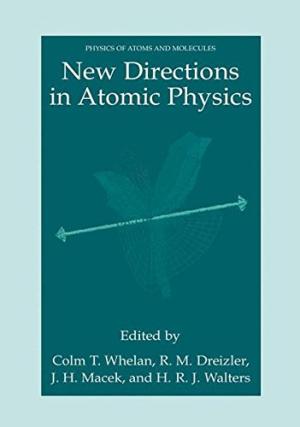 PHYSICS OF ATOMS AND MOLECULES
New Directions
in Atomic Physics
Edited by
Colm T. Whelan, R. M. Dreizler,
J. H. Macek, and H. R. J. Walters